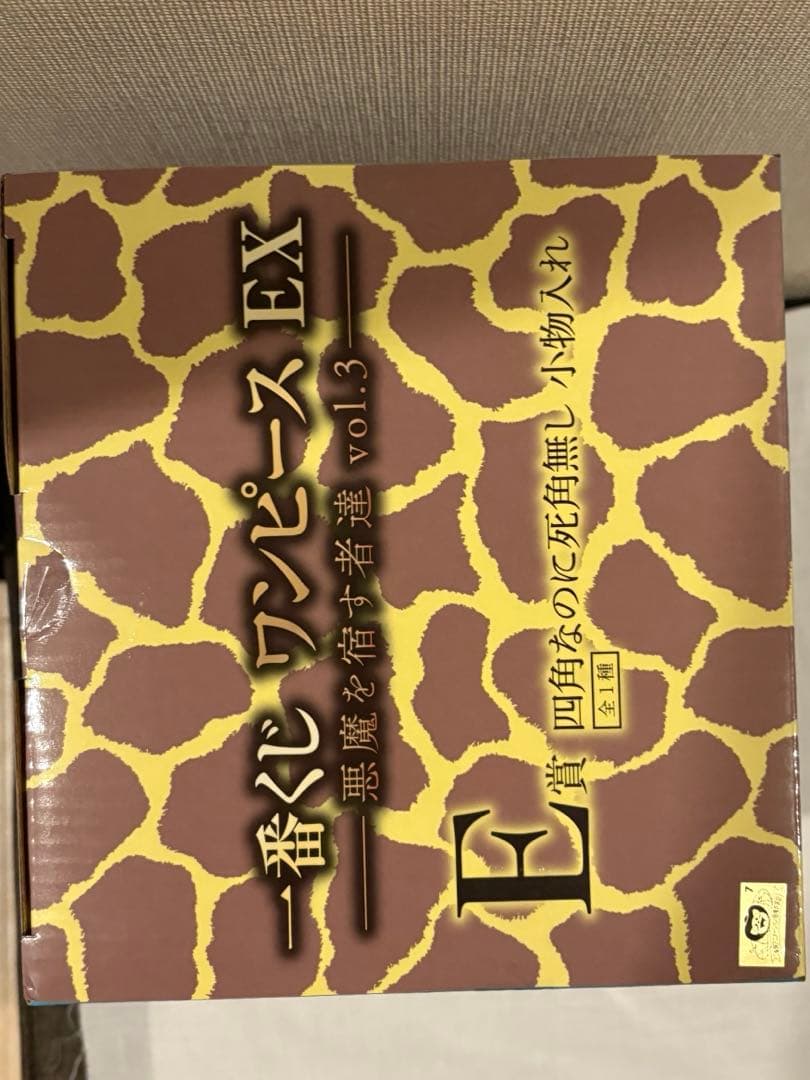 一番くじ ワンピース EX
悪魔を宿す者達 vol.3
E賞 四角なのに死角無し 小物入れ
全1種
7